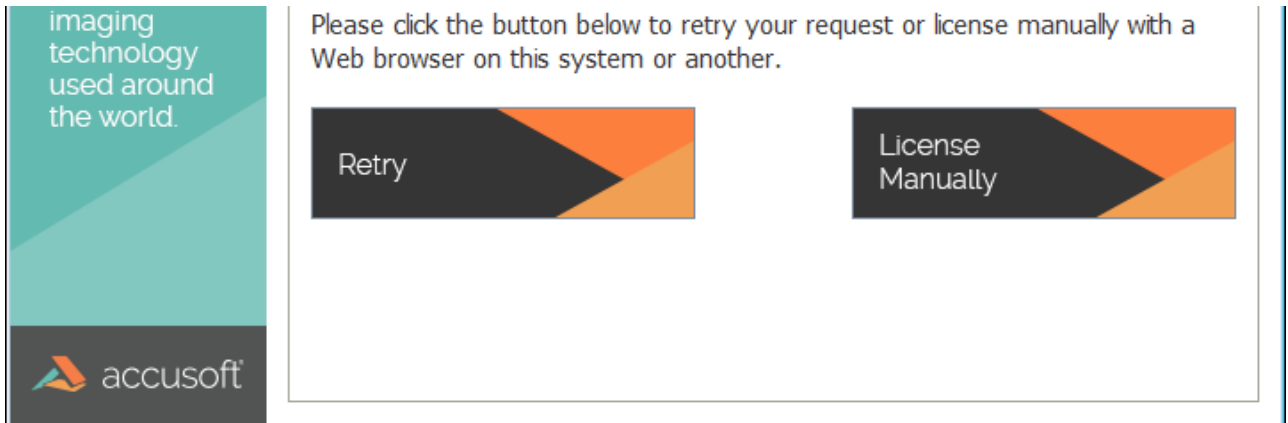 imaging
technology
used around
the world.
Please click the button below to retry your request or license manually with a
Web browser on this system or another.
Retry
License
Manually
accusoft